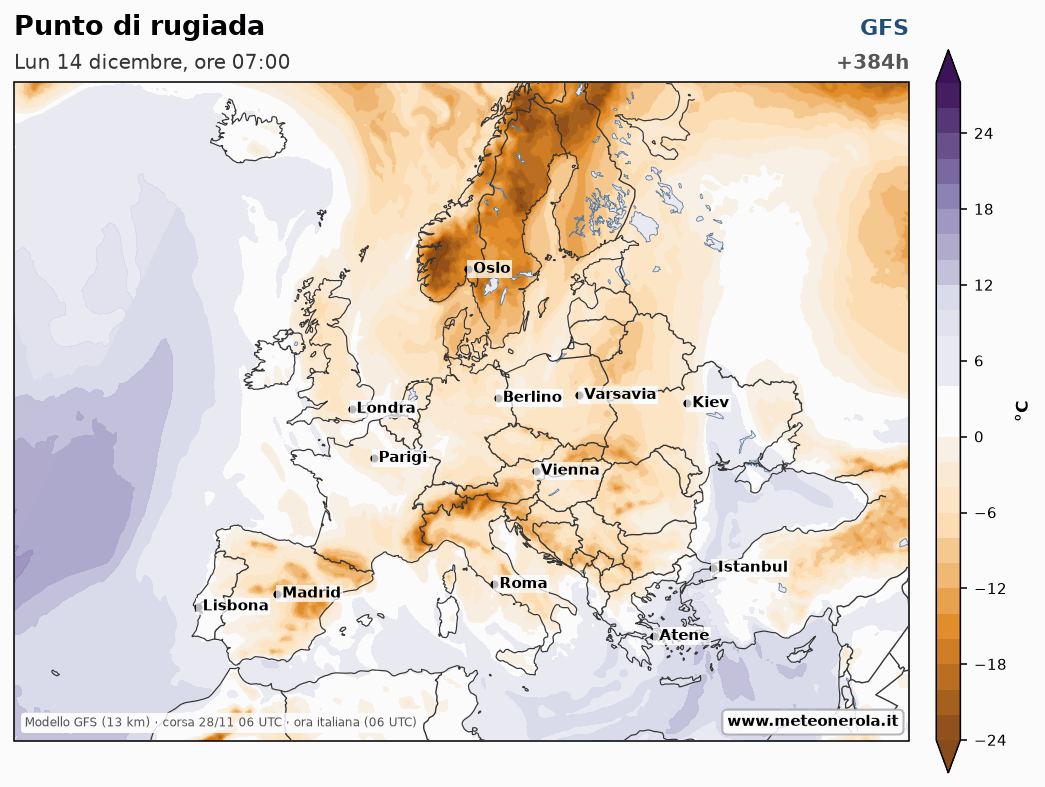 Punto di rugiada
GFS
Lun 14 dicembre, ore 07:00
+384h
Oslo
Londra
Berlino
Varsavia
Kiev
Parigi
Vienna
Madrid
Lisbona
Roma
Istanbul
Atene
24
18
12
6
0
−6
−12
−18
−24
°C
Modello GFS (13 km) · corsa 28/11 06 UTC · ora italiana (06 UTC)
www.meteonerola.it